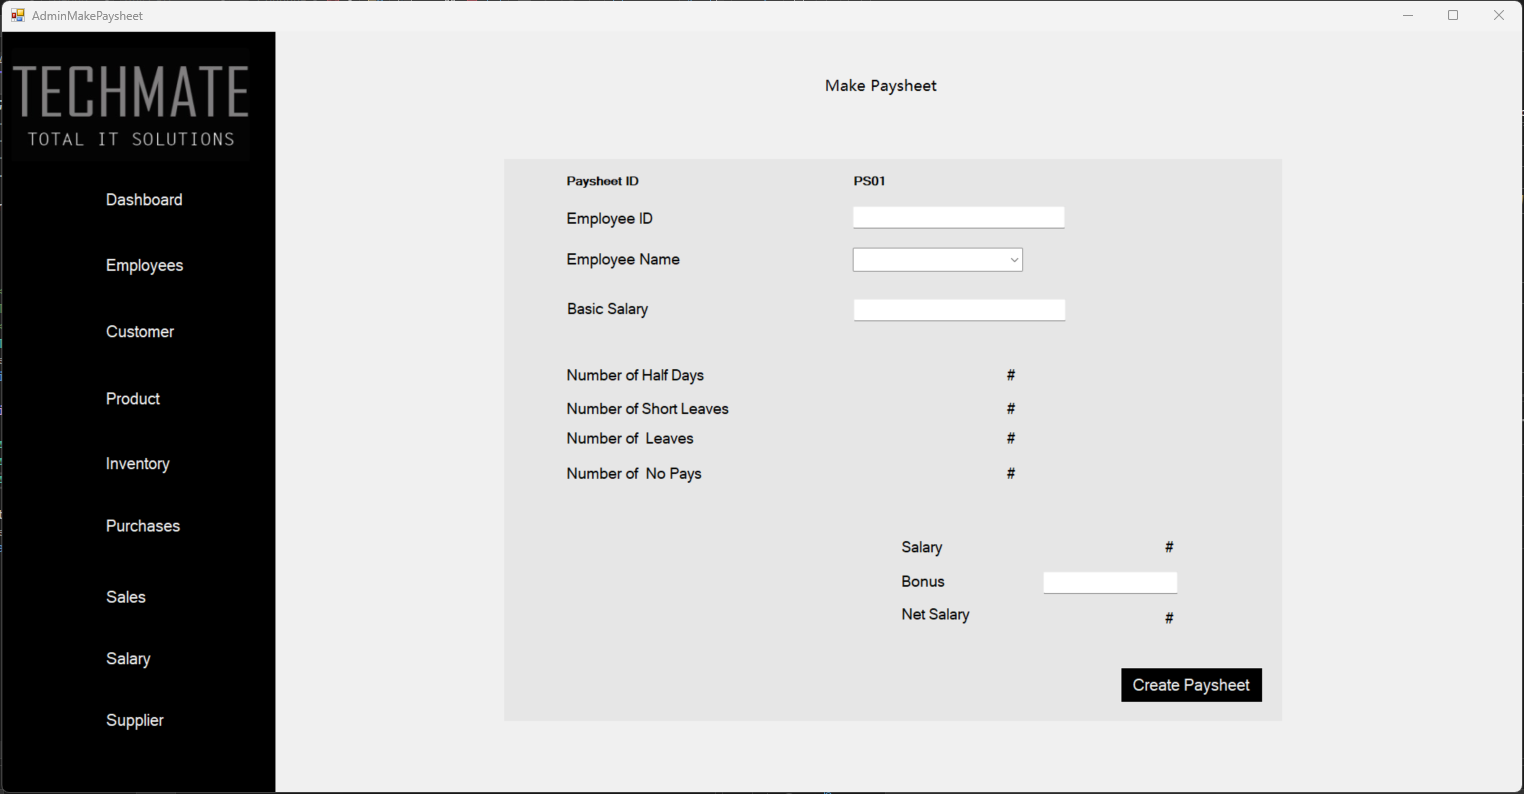 AdminMakePaysheet
TECHMATE
TOTAL IT SOLUTIONS
Dashboard
Employees
Customer
Product
Inventory
Purchases
Sales
Salary
Supplier
Make Paysheet
Paysheet ID PS01
Employee ID
Employee Name
Basic Salary
Number of Half Days #
Number of Short Leaves #
Number of  Leaves #
Number of  No Pays #
Salary #
Bonus
Net Salary #
Create Paysheet